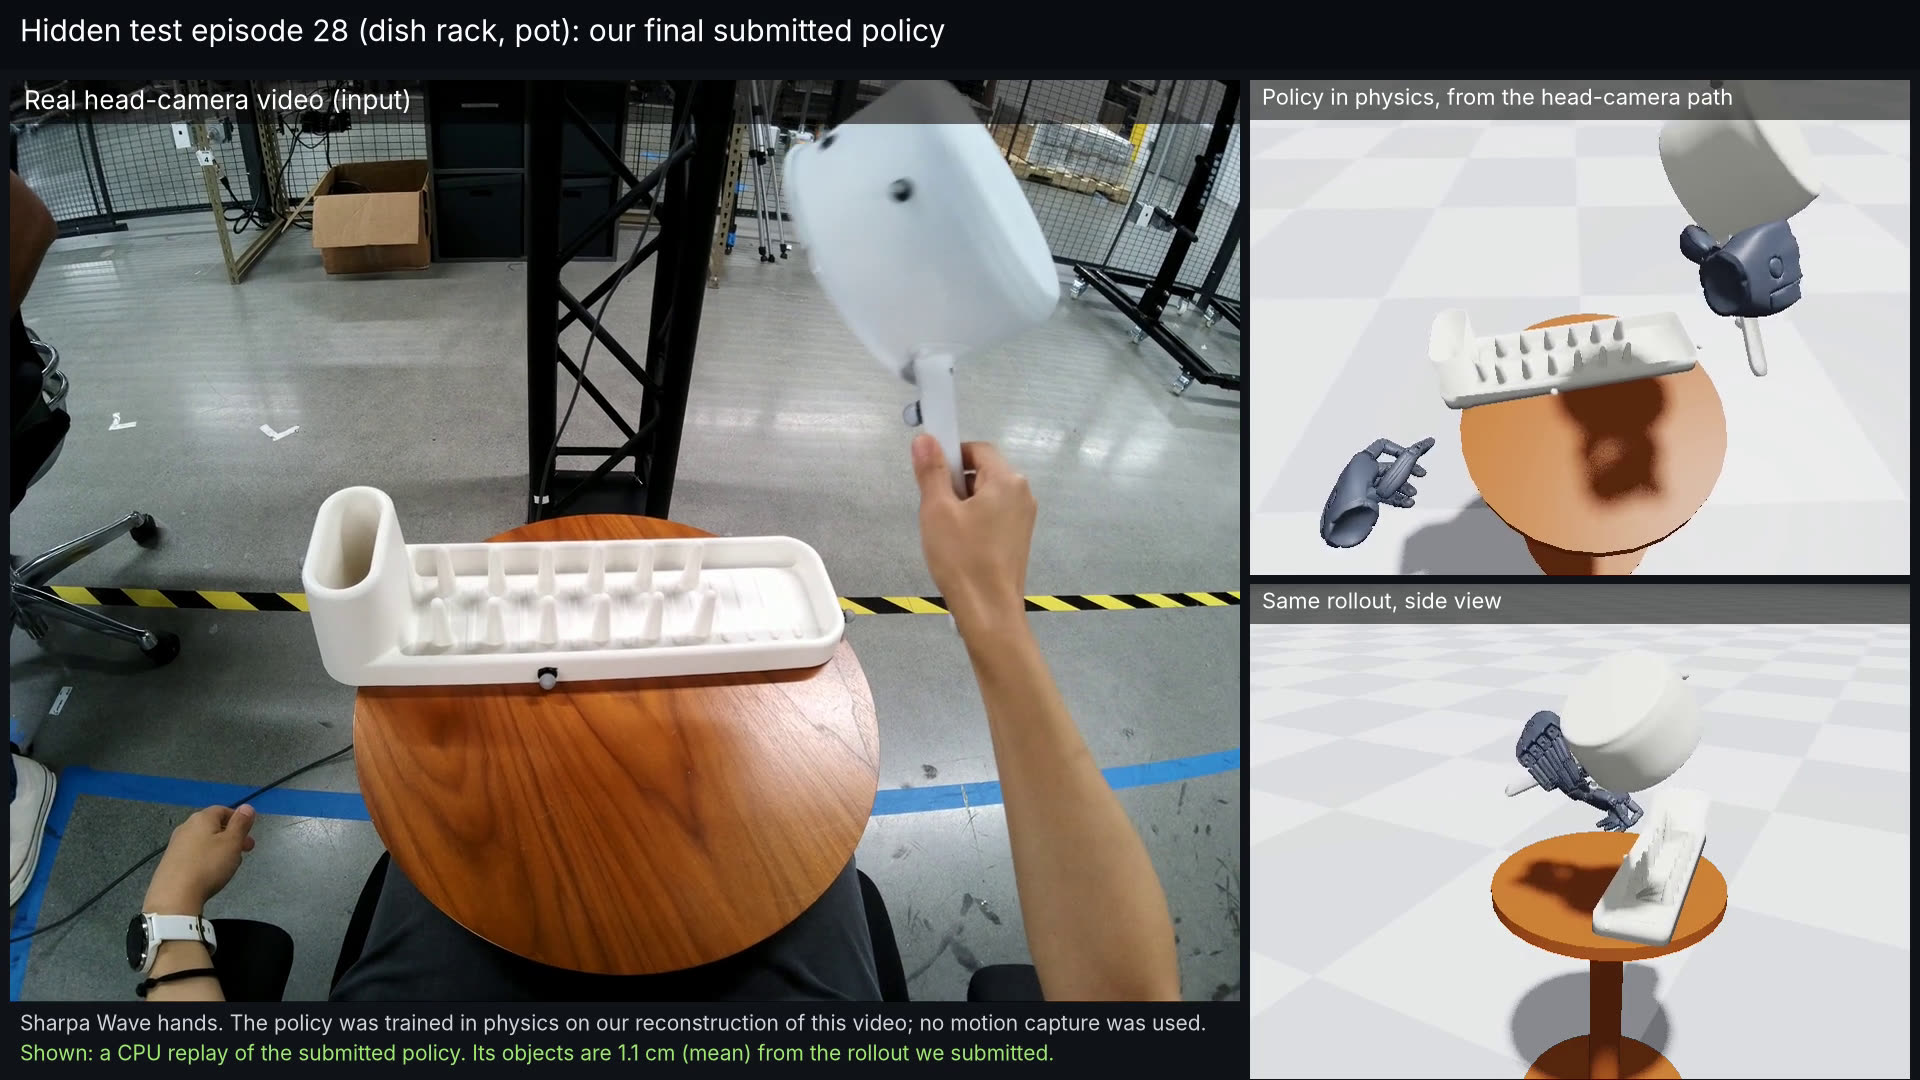 Hidden test episode 28 (dish rack, pot): our final submitted policy
Real head-camera video (input)
Policy in physics, from the head-camera path
4
Same rollout, side view
Sharpa Wave hands. The policy was trained in physics on our reconstruction of this video; no motion capture was used.
Shown: a CPU replay of the submitted policy. Its objects are 1.1 cm (mean) from the rollout we submitted.